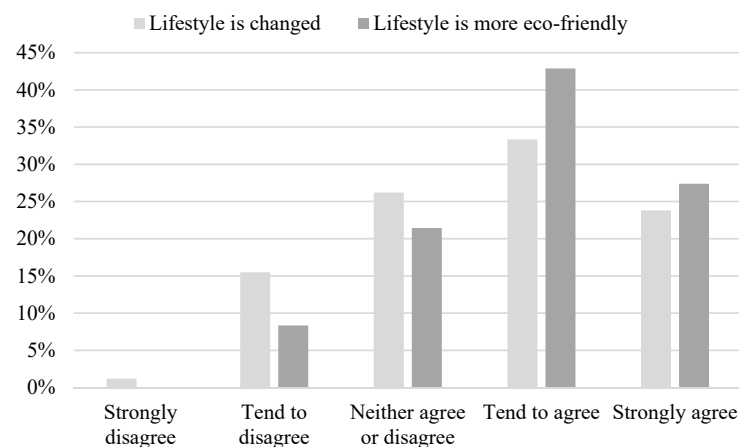 Lifestyle is changed Lifestyle is more eco-friendly
45%
40%
35%
30%
25%
20%
15%
10%
5%
0%
Strongly disagree
Tend to disagree
Neither agree or disagree
Tend to agree
Strongly agree